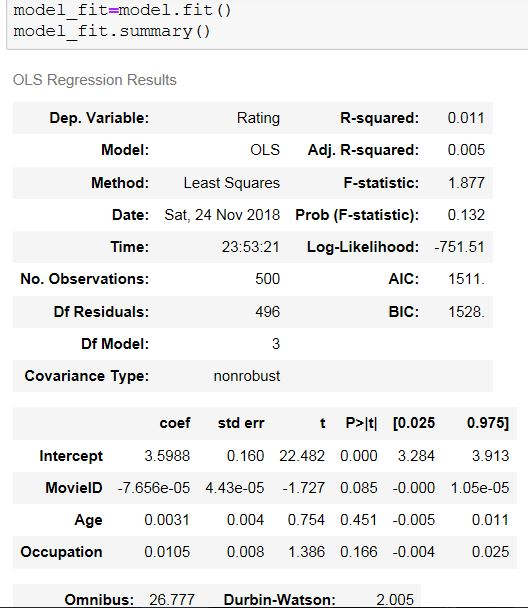 model_fit=model.fit()
model_fit.summary()
OLS Regression Results
Dep. Variable: Rating R-squared: 0.011
Model: OLS Adj. R-squared: 0.005
Method: Least Squares F-statistic: 1.877
Date: Sat, 24 Nov 2018 Prob (F-statistic): 0.132
Time: 23:53:21 Log-Likelihood: -751.51
No. Observations: 500 AIC: 1511.
Df Residuals: 496 BIC: 1528.
Df Model: 3
Covariance Type: nonrobust
coef std err t P>|t| [0.025 0.975]
Intercept 3.5988 0.160 22.482 0.000 3.284 3.913
MovieID -7.656e-05 4.43e-05 -1.727 0.085 -0.000 1.05e-05
Age 0.0031 0.004 0.754 0.451 -0.005 0.011
Occupation 0.0105 0.008 1.386 0.166 -0.004 0.025
Omnibus: 26.777 Durbin-Watson: 2.005